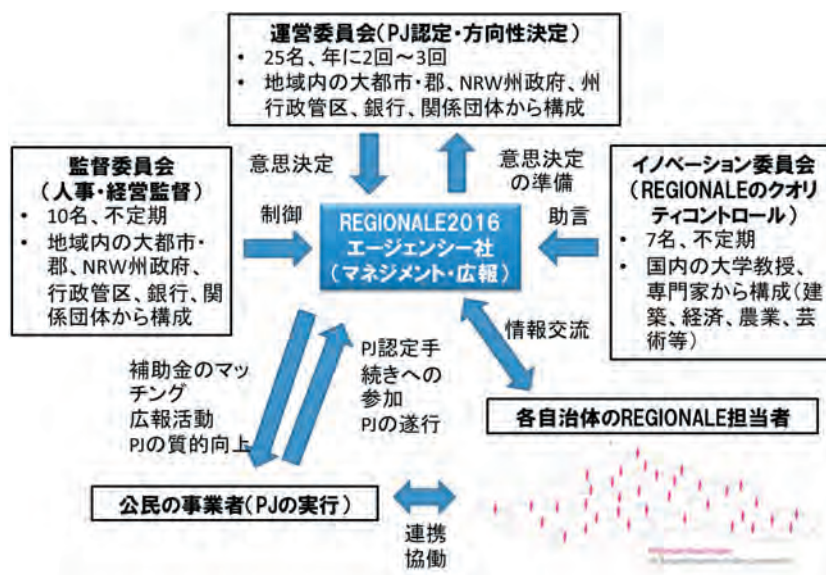 運営委員会(PJ認定・方向性決定)
• 25名、年に2回～3回
• 地域内の大都市・郡、NRW州政府、州
行政管区、銀行、関係団体から構成
監督委員会
(人事・経営監督)
• 10名、不定期
• 地域内の大都市・
郡、NRW州政府、
行政管区、銀行、関
係団体から構成
意思決定
意思決定
の準備
制御
助言
REGIONALE2016
エージェンシー社
(マネジメント・広報)
イノベーション委員会
(REGIONALEのクオリ
ティコントロール)
• 7名、不定期
• 国内の大学教授、
専門家から構成(建
築、経済、農業、芸
術等)
補助金のマッ
チング
広報活動
PJの質的向上
PJ認定手
続きへの
参加
PJの遂行
情報交流
各自治体のREGIONALE担当者
公民の事業者(PJの実行)
連携
協働